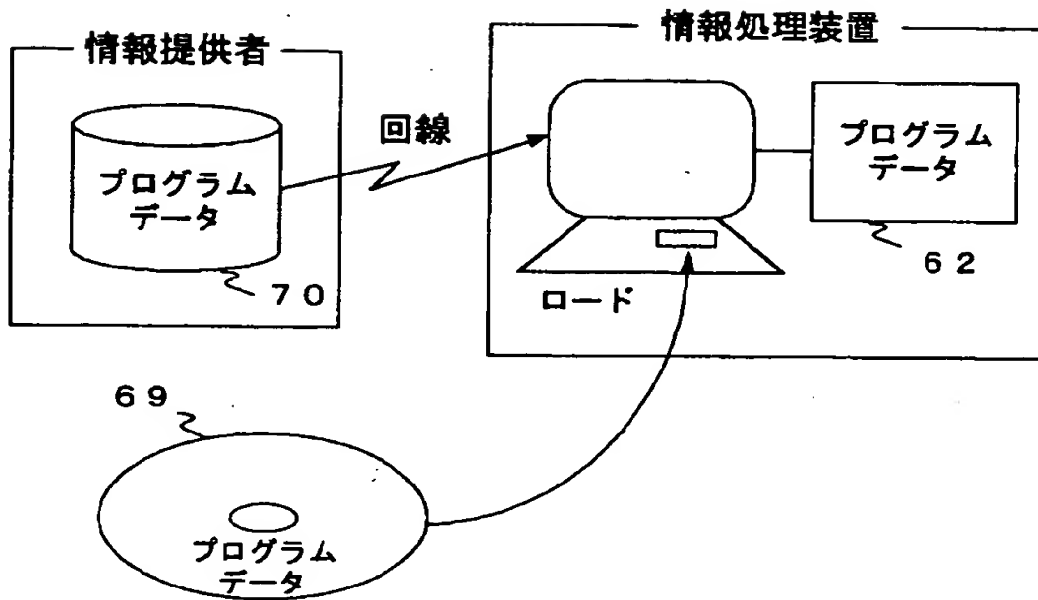 情報提供者
プログラム
データ
７０
回線
情報処理装置
プログラム
データ
６２
ロード
６９
プログラム
データ